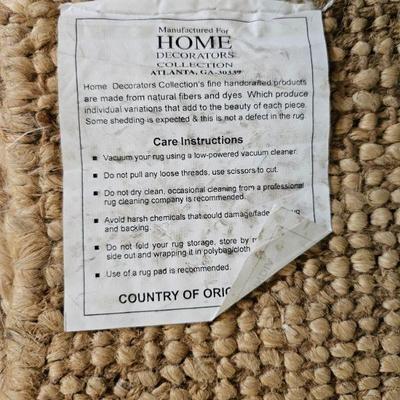 Manufactured For
HOME
DECORATORS
COLLECTION
ATLANTA, GA-30339
Home Decorators Collection's fine handcrafted products
are made from natural fibers and dyes. Which produce
individual variations that add to the beauty of each piece.
Some shedding is expected & this is not a defect in the rug.
Care Instructions
▪ Vacuum your rug using a low-powered vacuum cleaner.
▪ Do not pull any loose threads, use scissors to cut.
▪ Do not dry clean, occasional cleaning from a professional
rug cleaning company is recommended.
▪ Avoid harsh chemicals that could damage/fade
and backing.
▪ Do not fold your rug storage, store by
side out and wrapping it in polybag/cloth
▪ Use of a rug pad is recommended.
COUNTRY OF